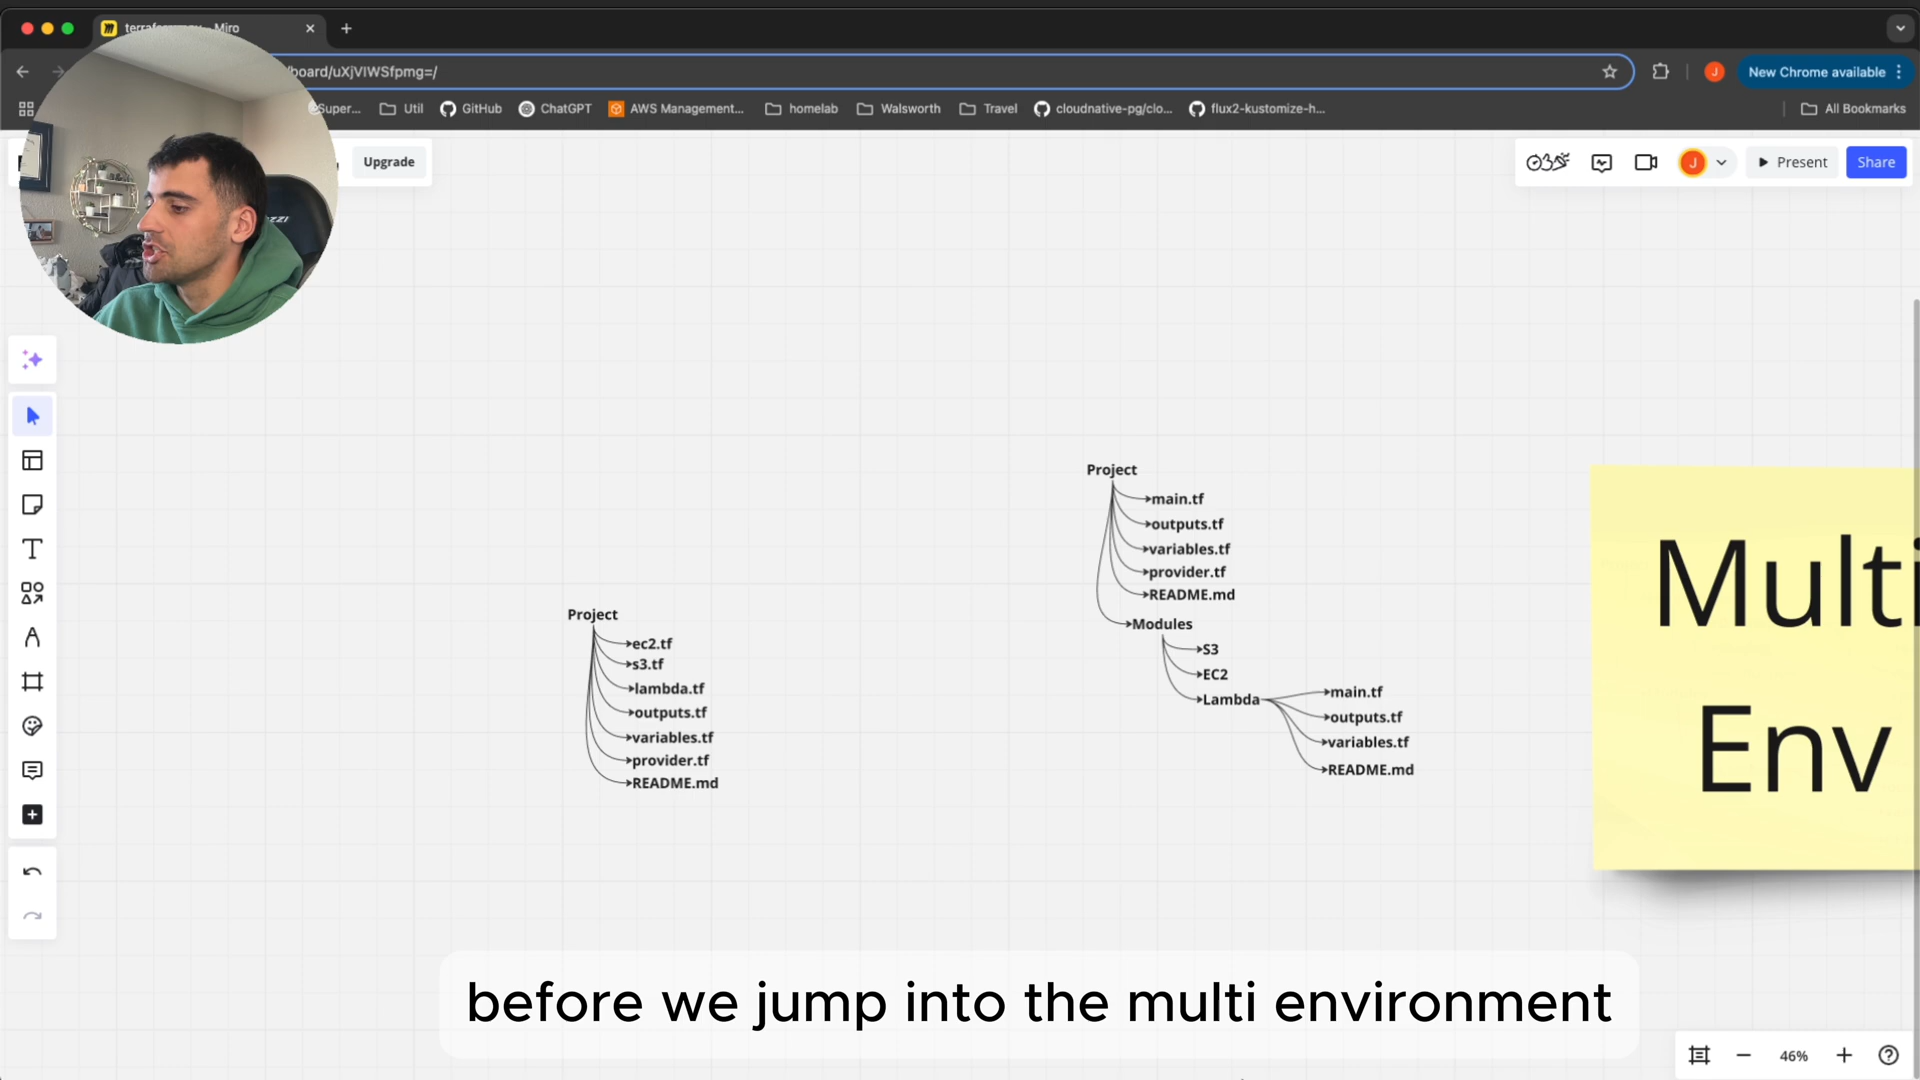 Miro
board/uXjVIWSfpmg=/
New Chrome available
Super...
Util
GitHub
ChatGPT
AWS Management...
homelab
Walsworth
Travel
cloudnative-pg/clo...
flux2-kustomize-h...
All Bookmarks
Upgrade
J
Present
Share
Project
ec2.tf
s3.tf
lambda.tf
outputs.tf
variables.tf
provider.tf
README.md
Project
main.tf
outputs.tf
variables.tf
provider.tf
README.md
Modules
S3
EC2
Lambda
main.tf
outputs.tf
variables.tf
README.md
Multi
Env
before we jump into the multi environment
46%